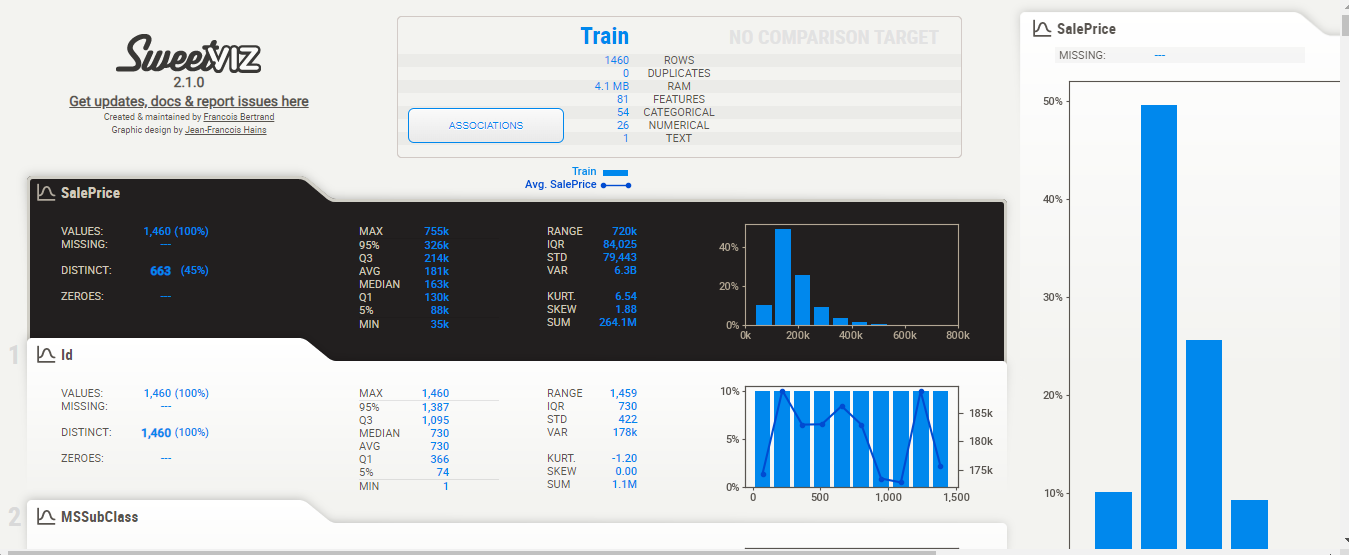 SweetVIZ
2.1.0
Get updates, docs & report issues here
Created & maintained by Francois Bertrand
Graphic design by Jean-Francois Hains
Train NO COMPARISON TARGET
1460 ROWS
0 DUPLICATES
4.1 MB RAM
81 FEATURES
54 CATEGORICAL
26 NUMERICAL
1 TEXT
ASSOCIATIONS
Train
Avg. SalePrice
SalePrice
VALUES: 1,460 (100%)
MISSING: ---
DISTINCT: 663 (45%)
ZEROES: ---
MAX 755k
95% 326k
Q3 214k
AVG 181k
MEDIAN 163k
Q1 130k
5% 88k
MIN 35k
RANGE 720k
IQR 84,025
STD 79,443
VAR 6.3B
KURT. 6.54
SKEW 1.88
SUM 264.1M
40%
20%
0%
0k 200k 400k 600k 800k
1
Id
VALUES: 1,460 (100%)
MISSING: ---
DISTINCT: 1,460 (100%)
ZEROES: ---
MAX 1,460
95% 1,387
Q3 1,095
MEDIAN 730
AVG 730
Q1 366
5% 74
MIN 1
RANGE 1,459
IQR 730
STD 422
VAR 178k
KURT. -1.20
SKEW 0.00
SUM 1.1M
10%
5%
0%
185k
180k
175k
0 500 1,000 1,500
2
MSSubClass
SalePrice
MISSING: ---
50%
40%
30%
20%
10%